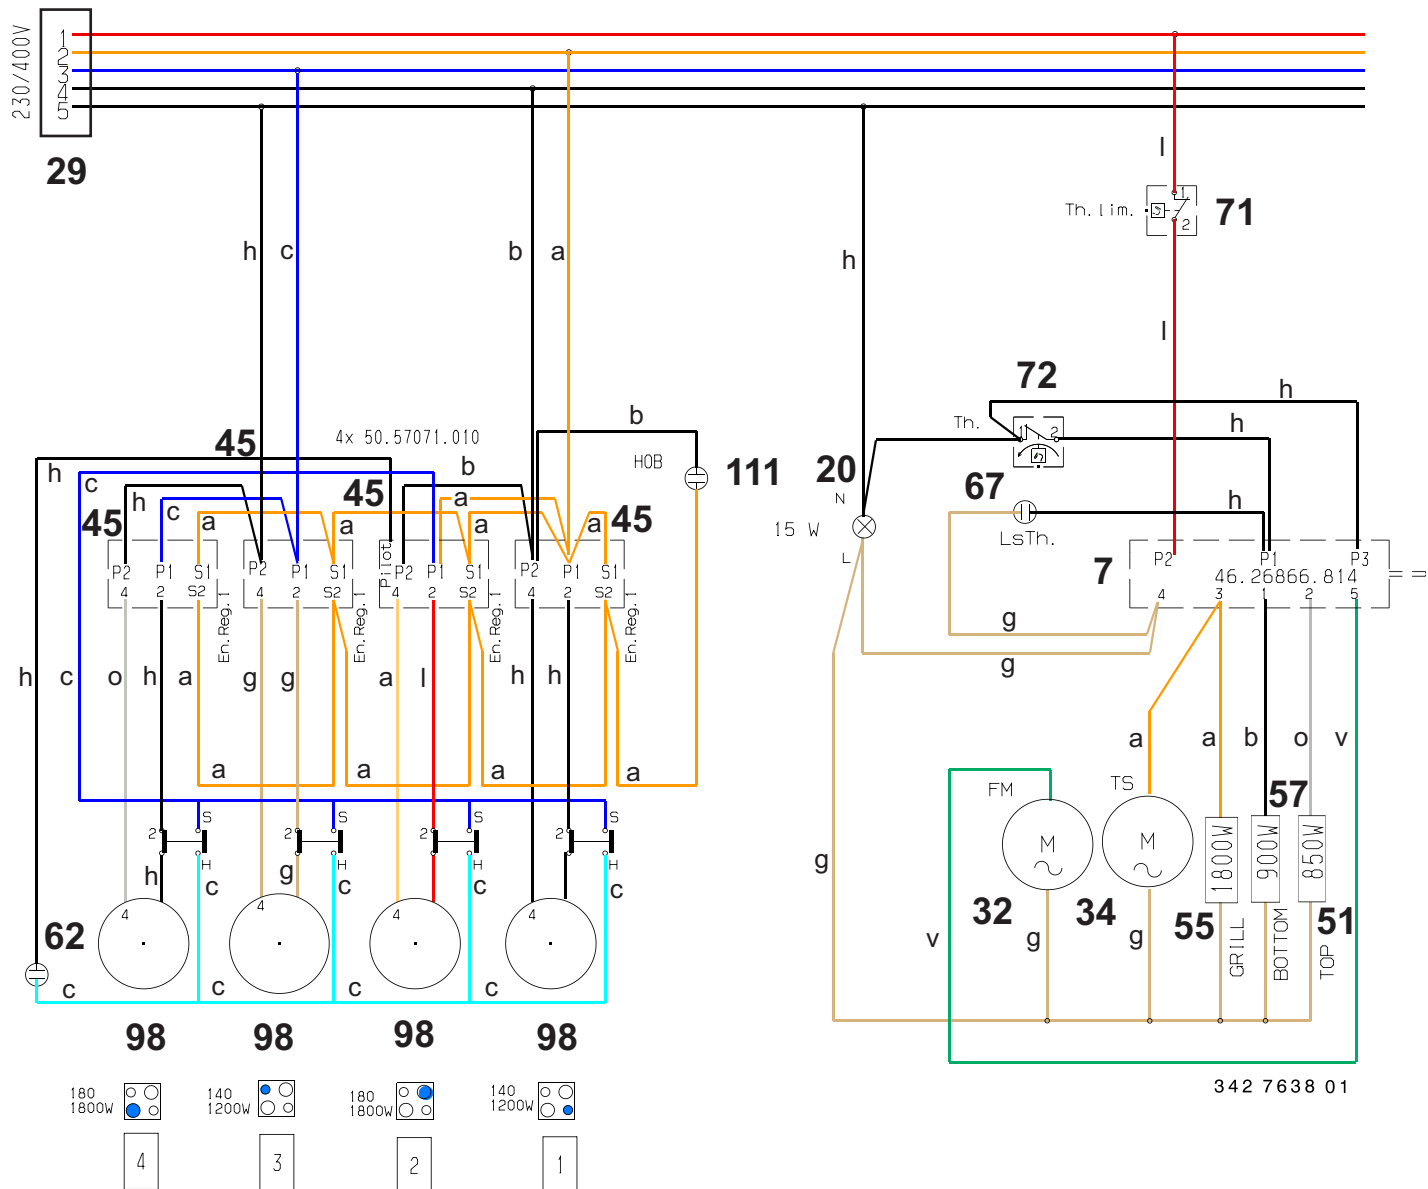 230/400V
1
2
3
4
5
29
l
Th. lim.
1
2
71
h c b a h
l
72
h
b
Th.
1 2
h
45
4x 50.57071.010
HOB
111
20
N
67
h
h
c
h
c
a
45
b
a
a
a
45
45
15 W
L
LsTh.
h
7
Pilot
P2 P1 S1
P2 P1 S1
P2 P1 S1
P2 P1 S1
P2 P1 P3
46.26866.814
4 2 S2
4 2 S2
4 2 S2
4 2 S2
4 3 1 2 5
En. Reg. 1
En. Reg. 1
En. Reg. 1
En. Reg. 1
g
g
h c o h a g g a l h h
a a a a
a a b o v
FM
TS
57
M
M
1800W
900W
850W
S S S S
2 2 2 2
H H H H
h c g c c c
g
4 4 4 4
62
32
34
55
51
v g g
GRILL
BOTTOM
TOP
c c c c
98 98 98 98
180
1800W
140
1200W
180
1800W
140
1200W
342 7638 01
4 3 2 1